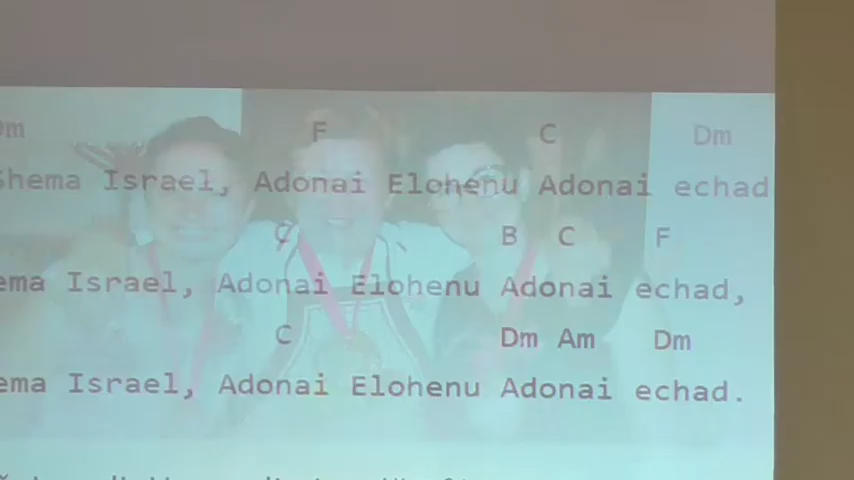 Dm F C Dm
Shema Israel, Adonai Elohenu Adonai echad
C B C F
ema Israel, Adonai Elohenu Adonai echad,
C Dm Am Dm
ema Israel, Adonai Elohenu Adonai echad.